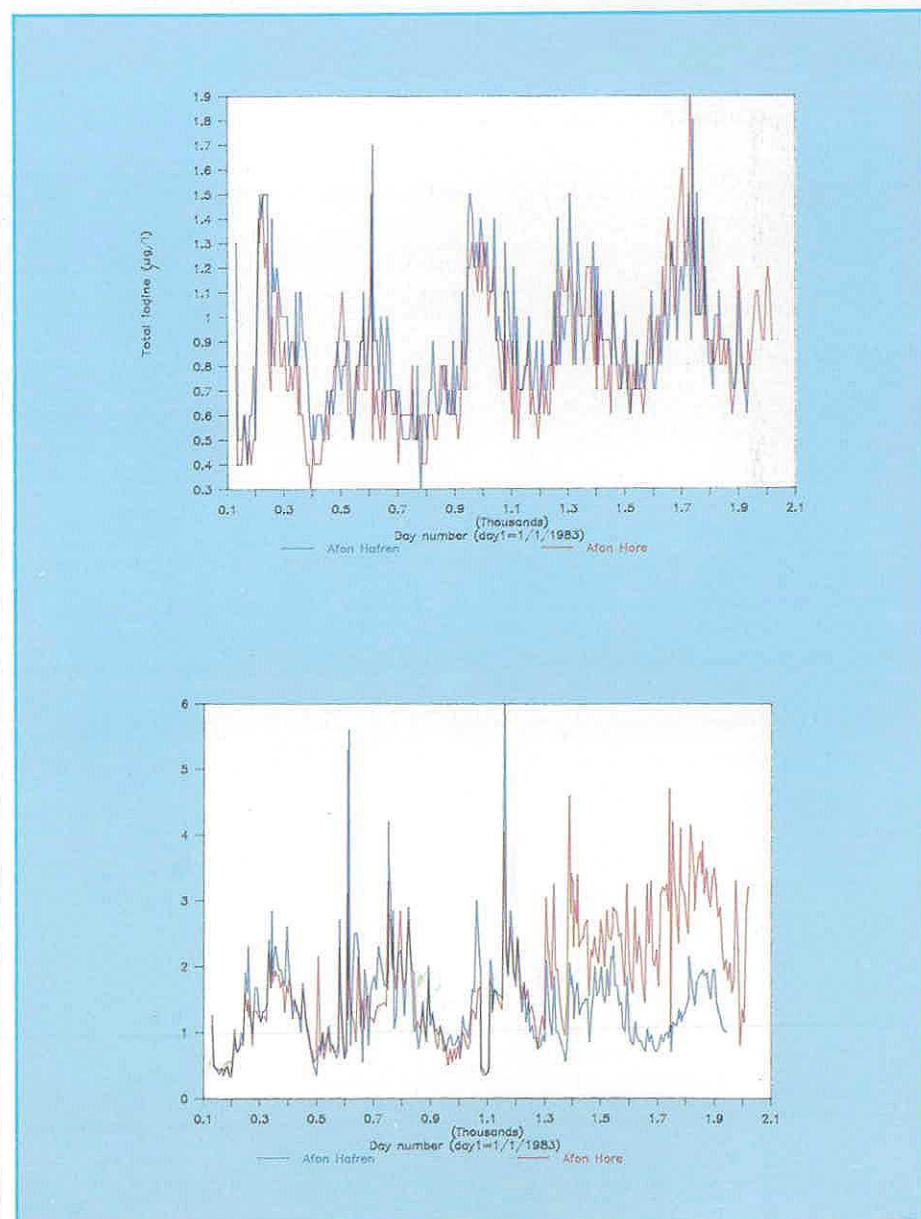 1.9
1.8
1.7
1.6
1.5
1.4
1.3
1.2
1.1
1
0.9
0.8
0.7
0.6
0.5
0.4
0.3
Total Iodine (µg/l)
0.1 0.3 0.5 0.7 0.9 1.1 1.3 1.5 1.7 1.9 2.1
(Thousands)
Day number (day1=1/1/1983)
Afon Hafren Afon Hore
6
5
4
3
2
1
0
0.1 0.3 0.5 0.7 0.9 1.1 1.3 1.5 1.7 1.9 2.1
(Thousands)
Day number (day1=1/1/1983)
Afon Hafren Afon Hore